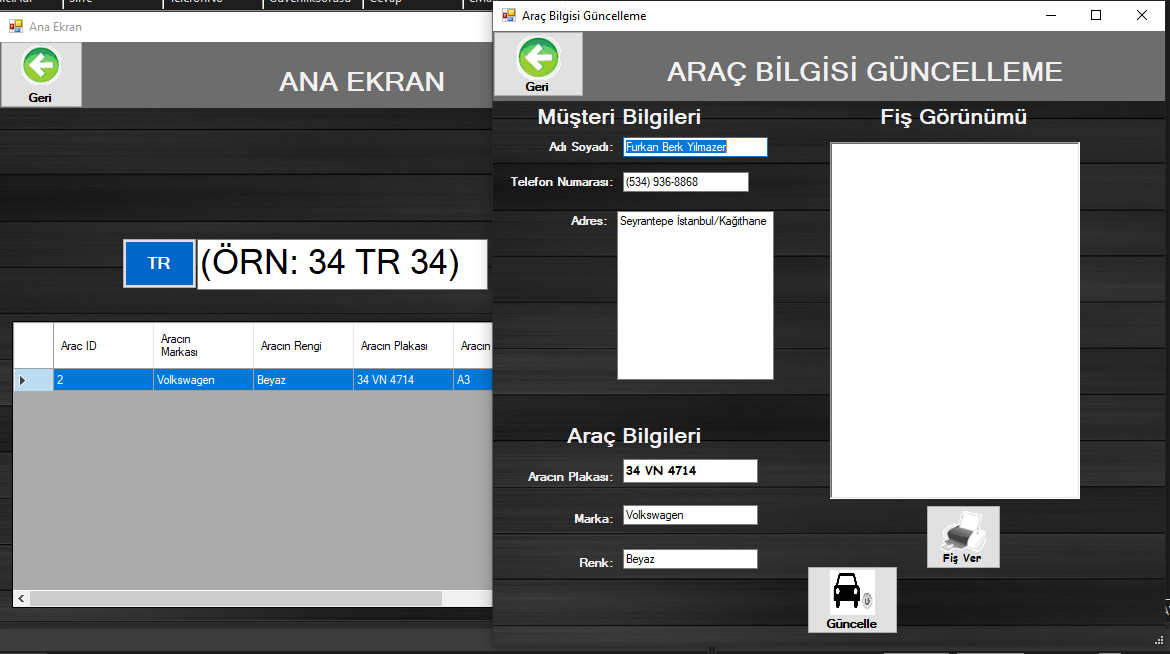 Ana Ekran
Geri
ANA EKRAN
TR
(ÖRN: 34 TR 34)
Arac ID
Aracın
Markası
Aracın Rengi
Aracın Plakası
Aracın
2
Volkswagen
Beyaz
34 VN 4714
A3
Araç Bilgisi Güncelleme
Geri
ARAÇ BİLGİSİ GÜNCELLEME
Müşteri Bilgileri
Adı Soyadı:
Furkan Berk Yılmazer
Telefon Numarası:
(534) 936-8868
Adres:
Seyrantepe İstanbul/Kağıthane
Araç Bilgileri
Aracın Plakası:
34 VN 4714
Marka:
Volkswagen
Renk:
Beyaz
Fiş Görünümü
Fiş Ver
Güncelle